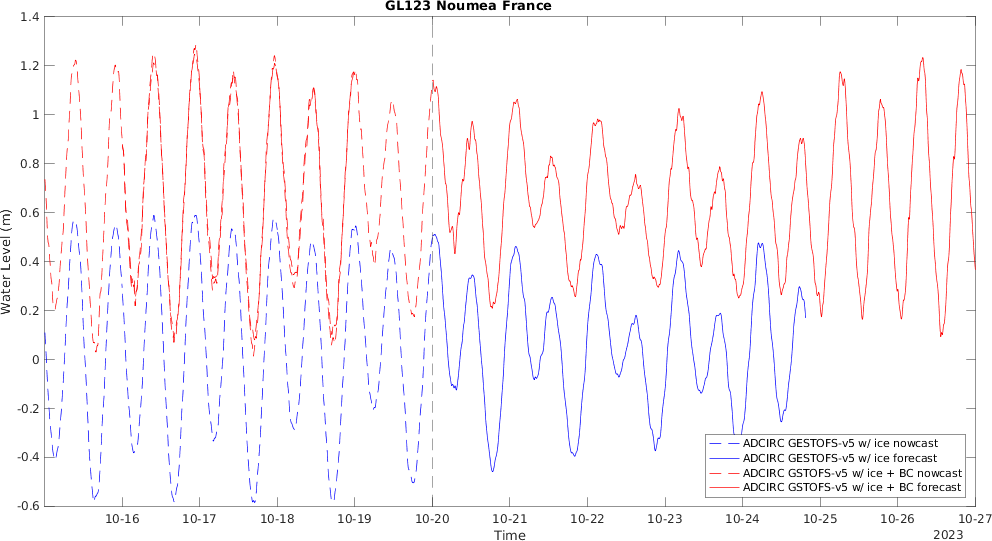 GL123 Noumea France
1.4
1.2
1
0.8
0.6
0.4
0.2
0
-0.2
-0.4
-0.6
Water Level (m)
ADCIRC GESTOFS-v5 w/ ice nowcast
ADCIRC GESTOFS-v5 w/ ice forecast
ADCIRC GSTOFS-v5 w/ ice + BC nowcast
ADCIRC GSTOFS-v5 w/ ice + BC forecast
10-16 10-17 10-18 10-19 10-20 10-21 10-22 10-23 10-24 10-25 10-26 10-27
Time
2023